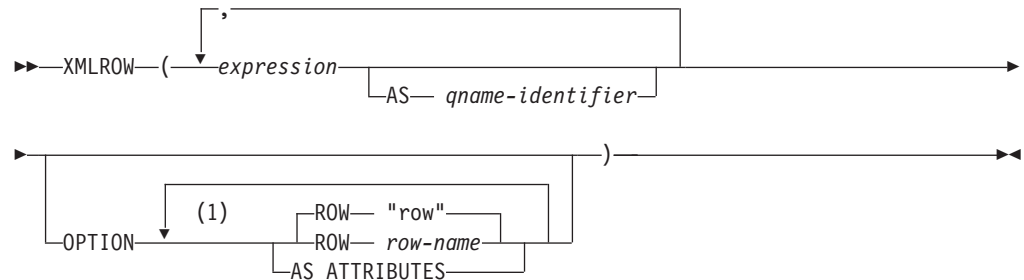 ,
XMLROW ( expression
AS qname-identifier
)
(1) ROW "row"
OPTION ROW row-name
AS ATTRIBUTES